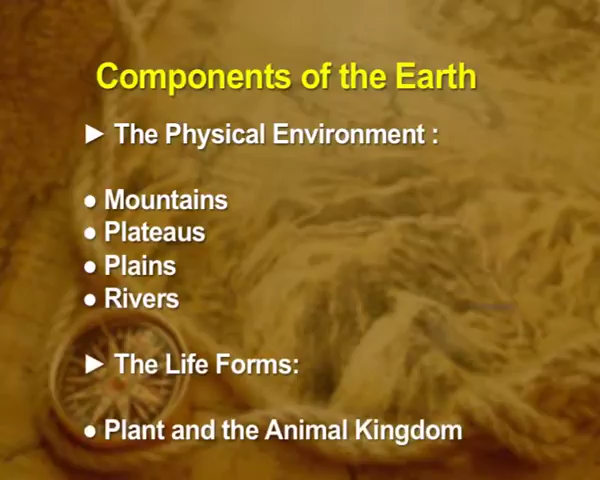 Components of the Earth
► The Physical Environment :
● Mountains
● Plateaus
● Plains
● Rivers
► The Life Forms:
● Plant and the Animal Kingdom